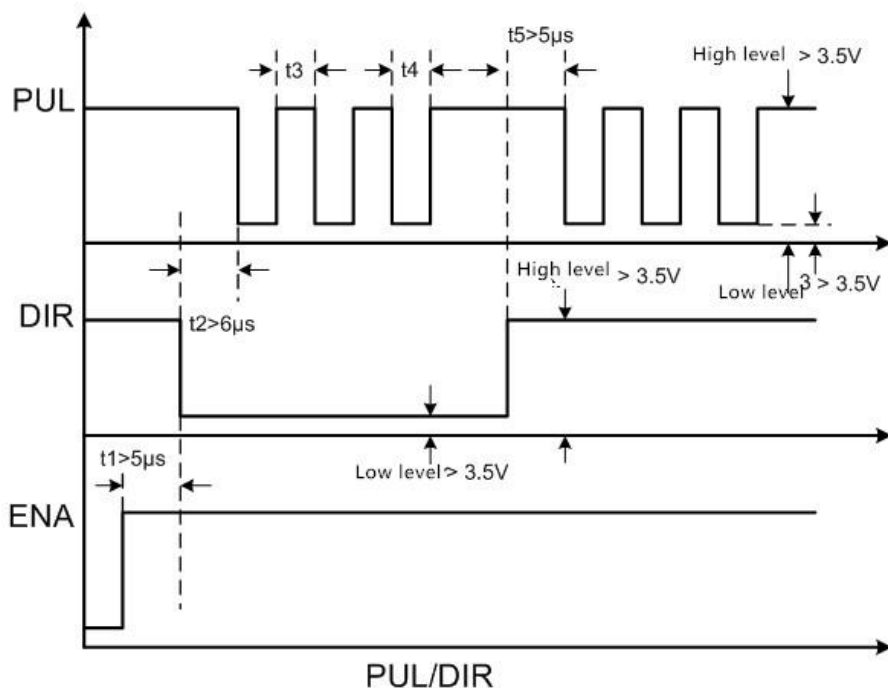 t5>5μs
High level > 3.5V
t3
t4
PUL
High level > 3.5V
Low level 3 > 3.5V
DIR
t2>6μs
t1>5μs
Low level > 3.5V
ENA
PUL/DIR